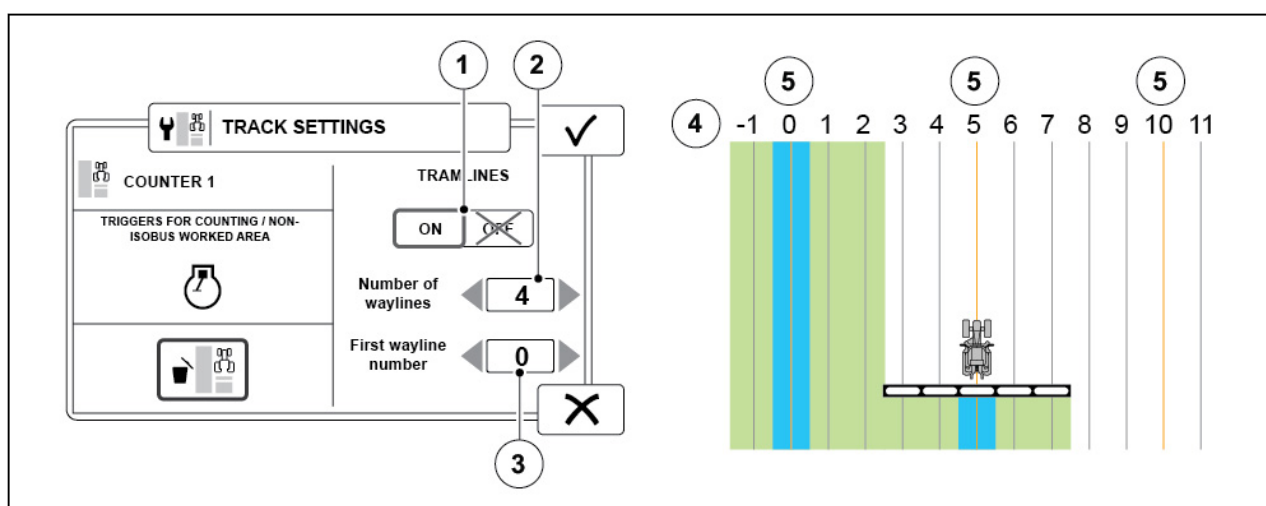 1
2
TRACK SETTINGS
COUNTER 1
TRAMLINES
TRIGGERS FOR COUNTING / NON-
ISOBUS WORKED AREA
ON
OFF
Number of
waylines
4
First wayline
number
0
3
5
5
5
4
-1 0 1 2 3 4 5 6 7 8 9 10 11